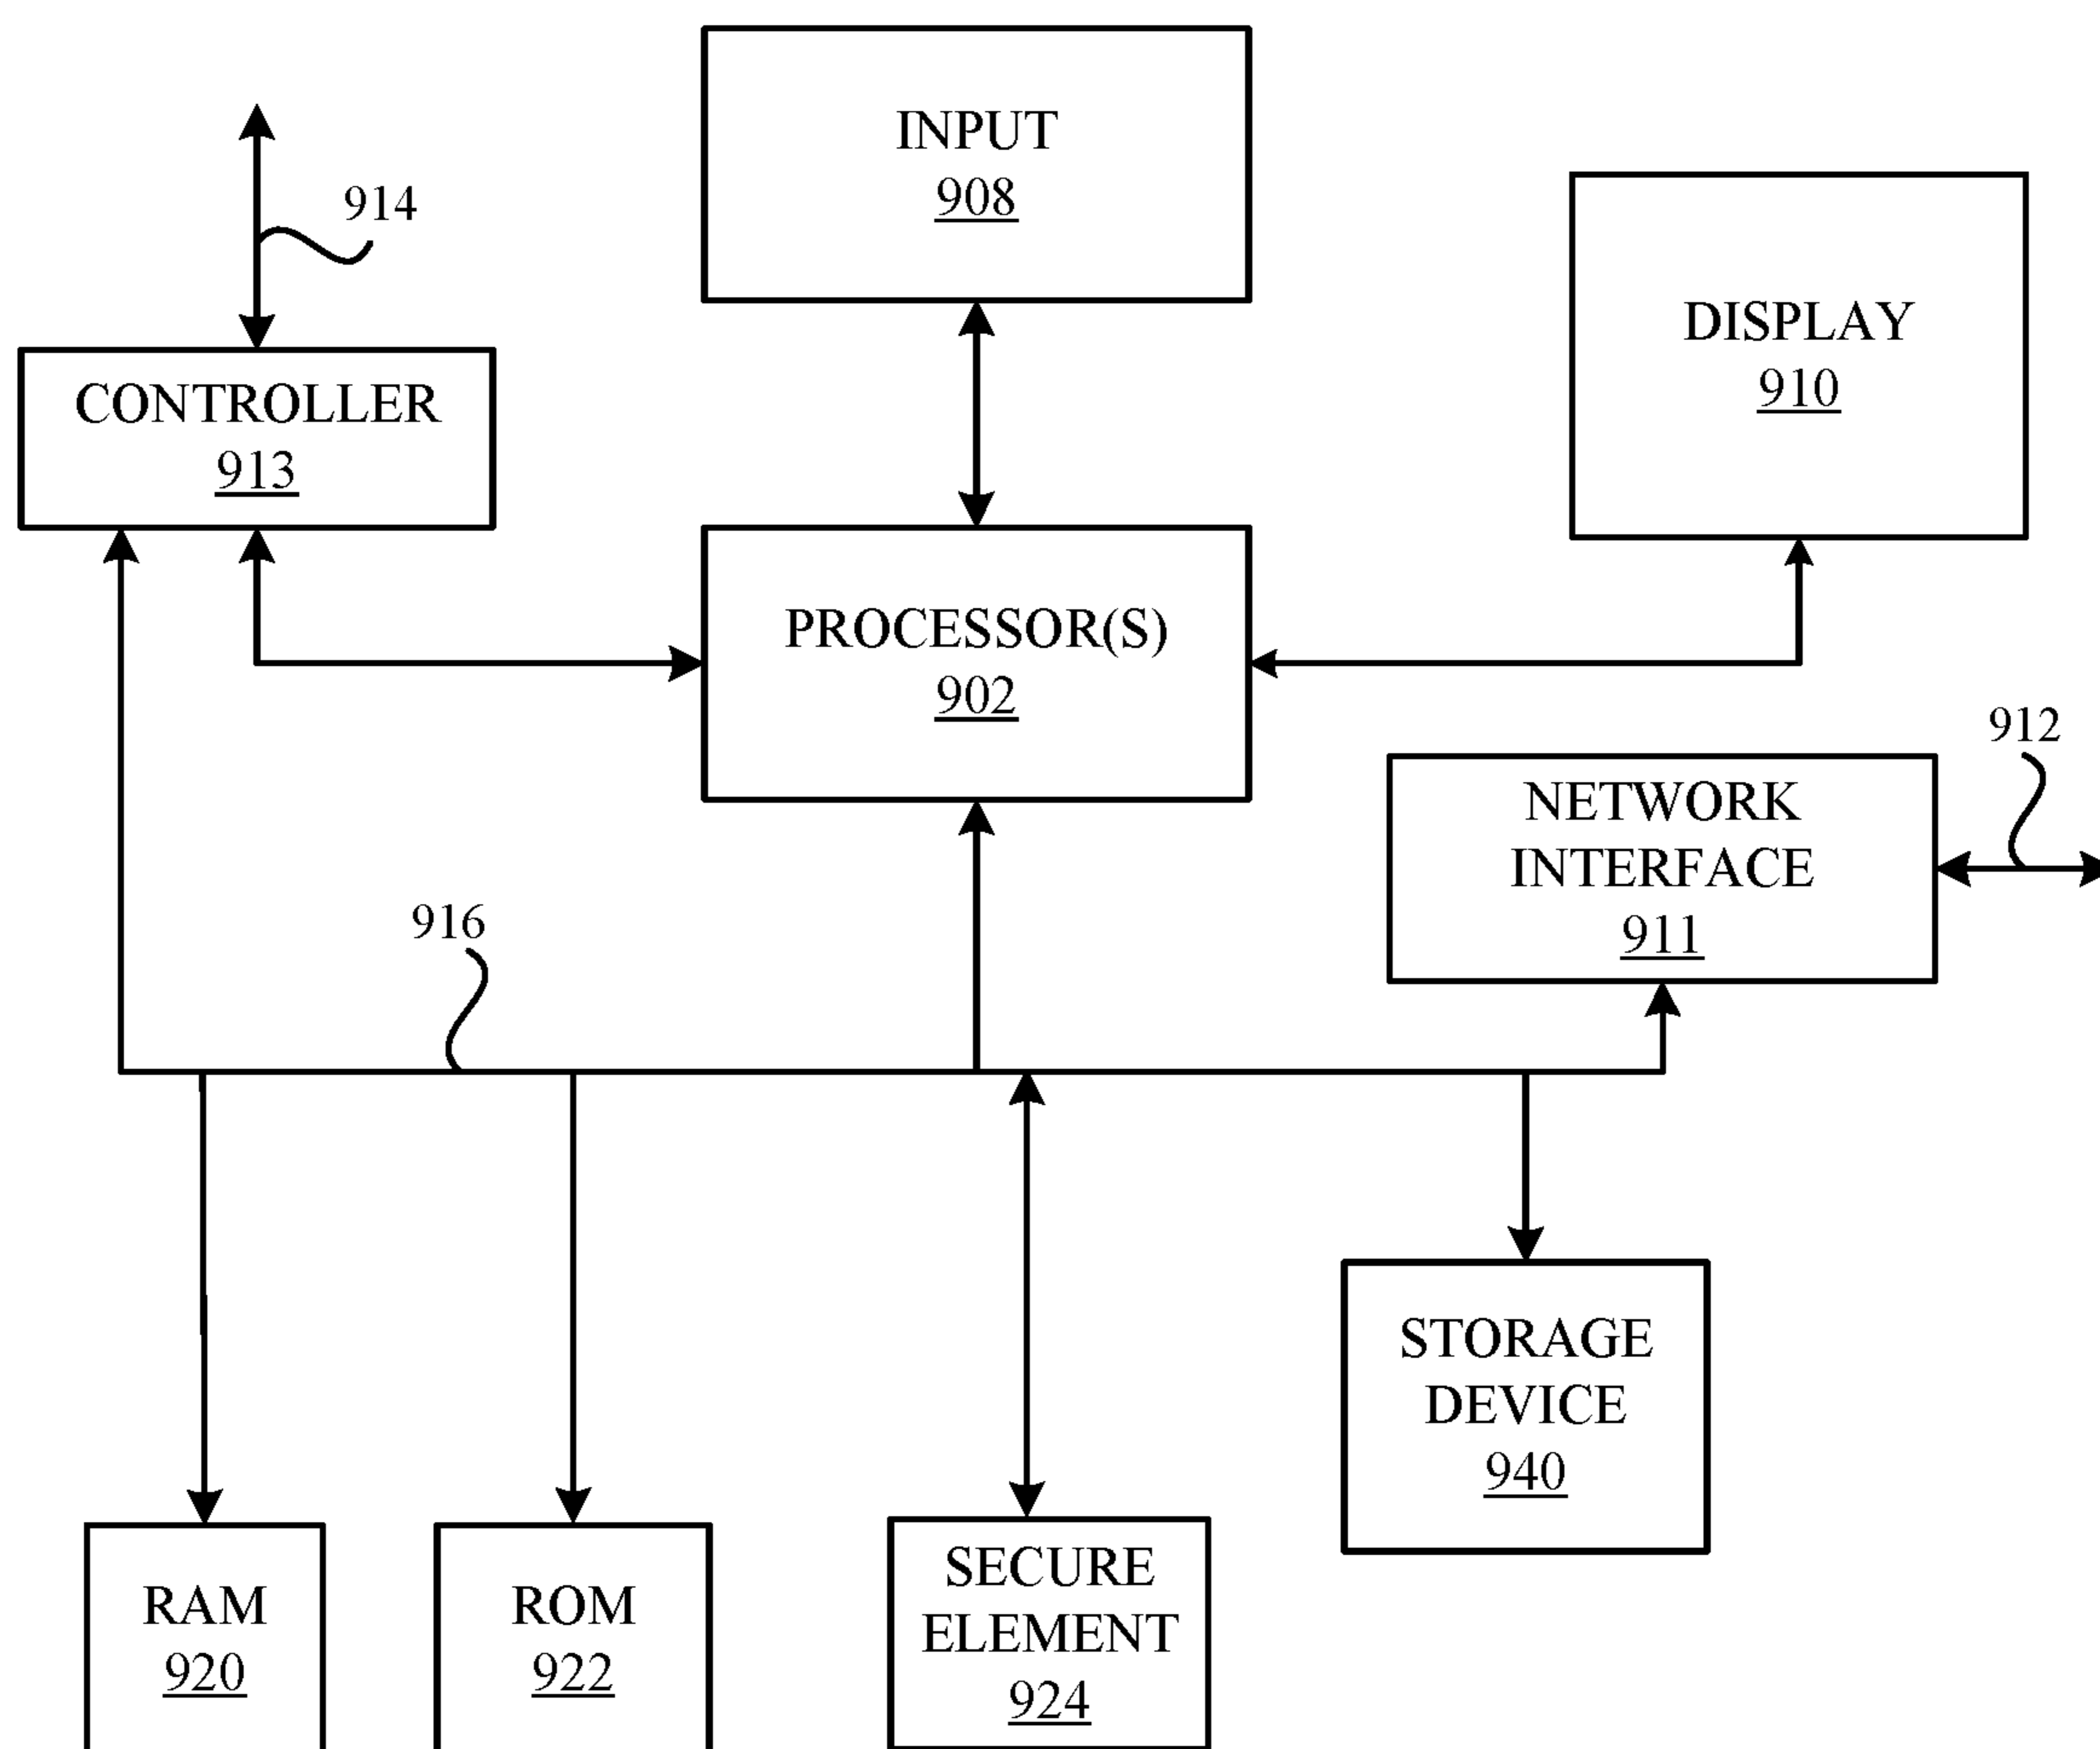 INPUT
908
914
DISPLAY
910
CONTROLLER
913
PROCESSOR(S)
902
912
NETWORK
INTERFACE
911
916
STORAGE
DEVICE
940
RAM
920
ROM
922
SECURE
ELEMENT
924